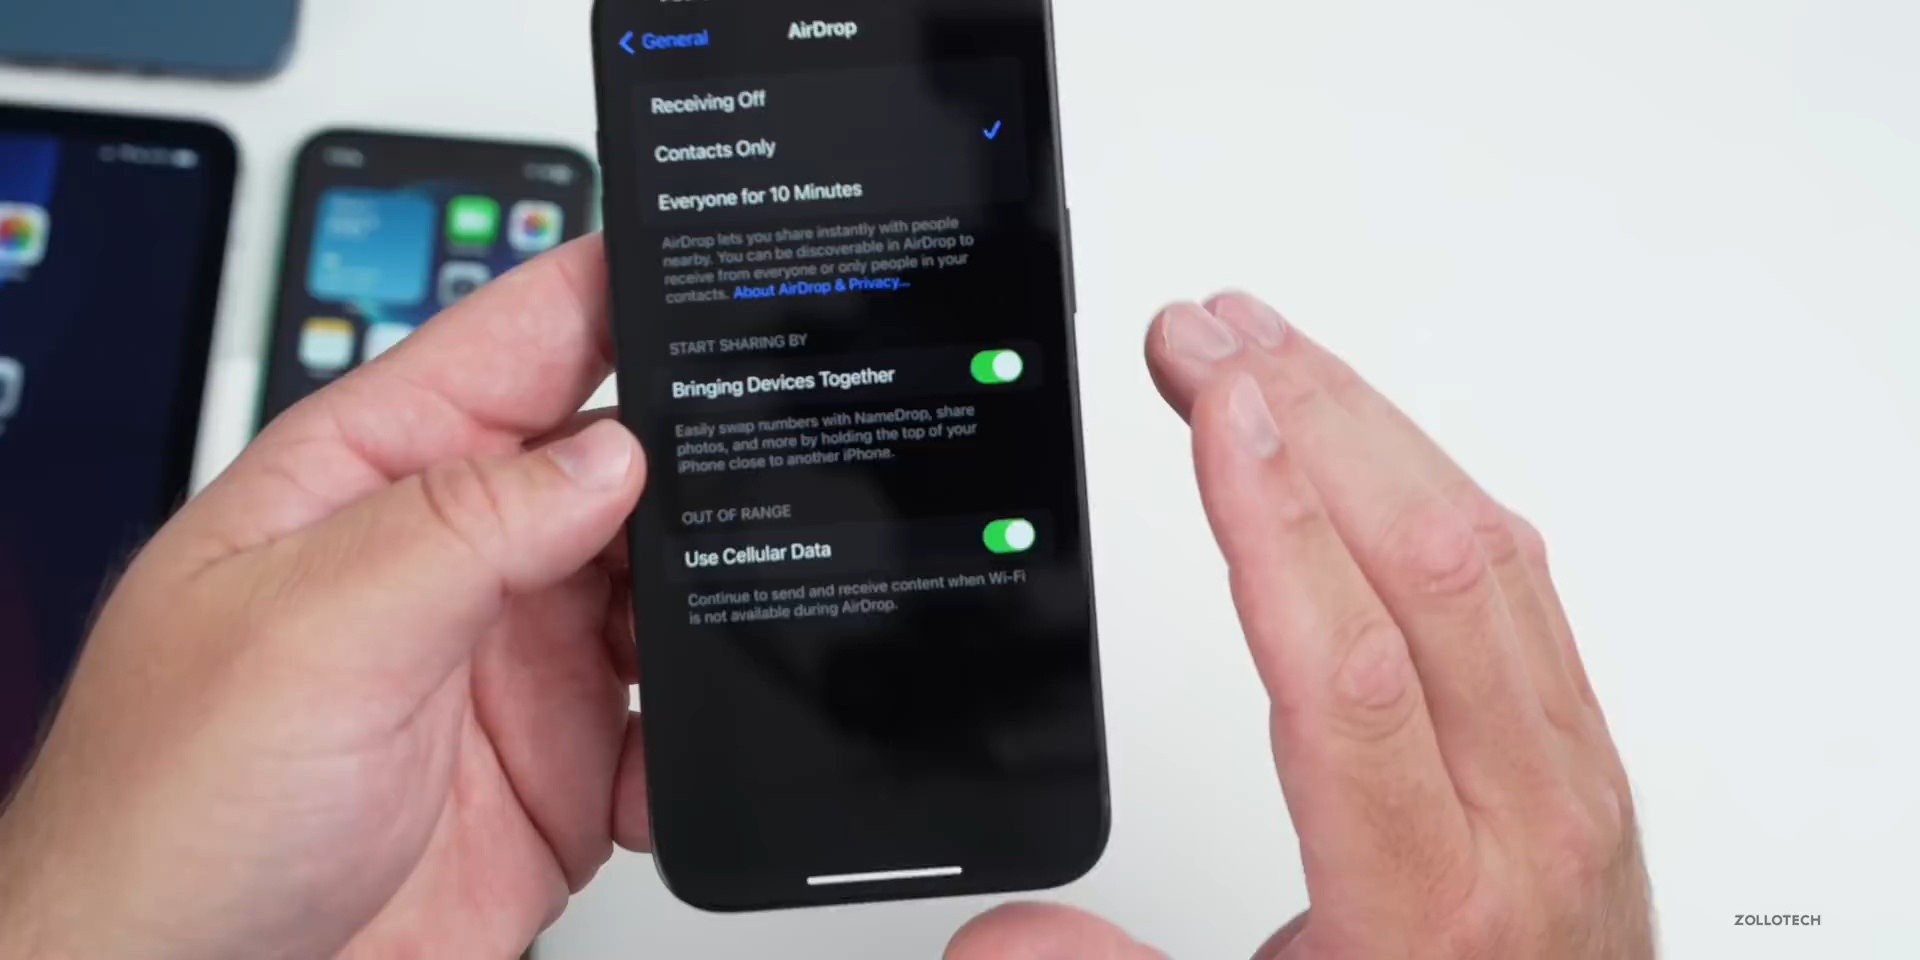 General
AirDrop
Receiving Off
Contacts Only
Everyone for 10 Minutes
AirDrop lets you share instantly with people
nearby. You can be discoverable in AirDrop to
receive from everyone or only people in your
contacts. About AirDrop & Privacy...
START SHARING BY
Bringing Devices Together
Easily swap numbers with NameDrop, share
photos, and more by holding the top of your
iPhone close to another iPhone.
OUT OF RANGE
Use Cellular Data
Continue to send and receive content when Wi-Fi
is not available during AirDrop.
ZOLLOTECH